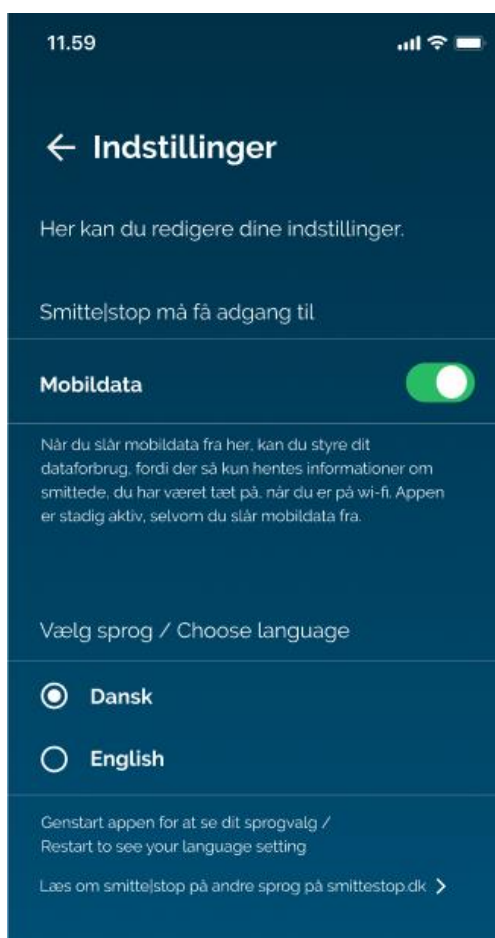 11.59
Indstillinger
Her kan du redigere dine indstillinger.
Smitte|stop må få adgang til
Mobildata
Når du slår mobildata fra her, kan du styre dit
dataforbrug, fordi der så kun hentes informationer om
smittede, du har været tæt på, når du er på wi-fi. Appen
er stadig aktiv, selvom du slår mobildata fra.
Vælg sprog / Choose language
Dansk
English
Genstart appen for at se dit sprogvalg /
Restart to see your language setting
Læs om smitte|stop på andre sprog på smittestop.dk